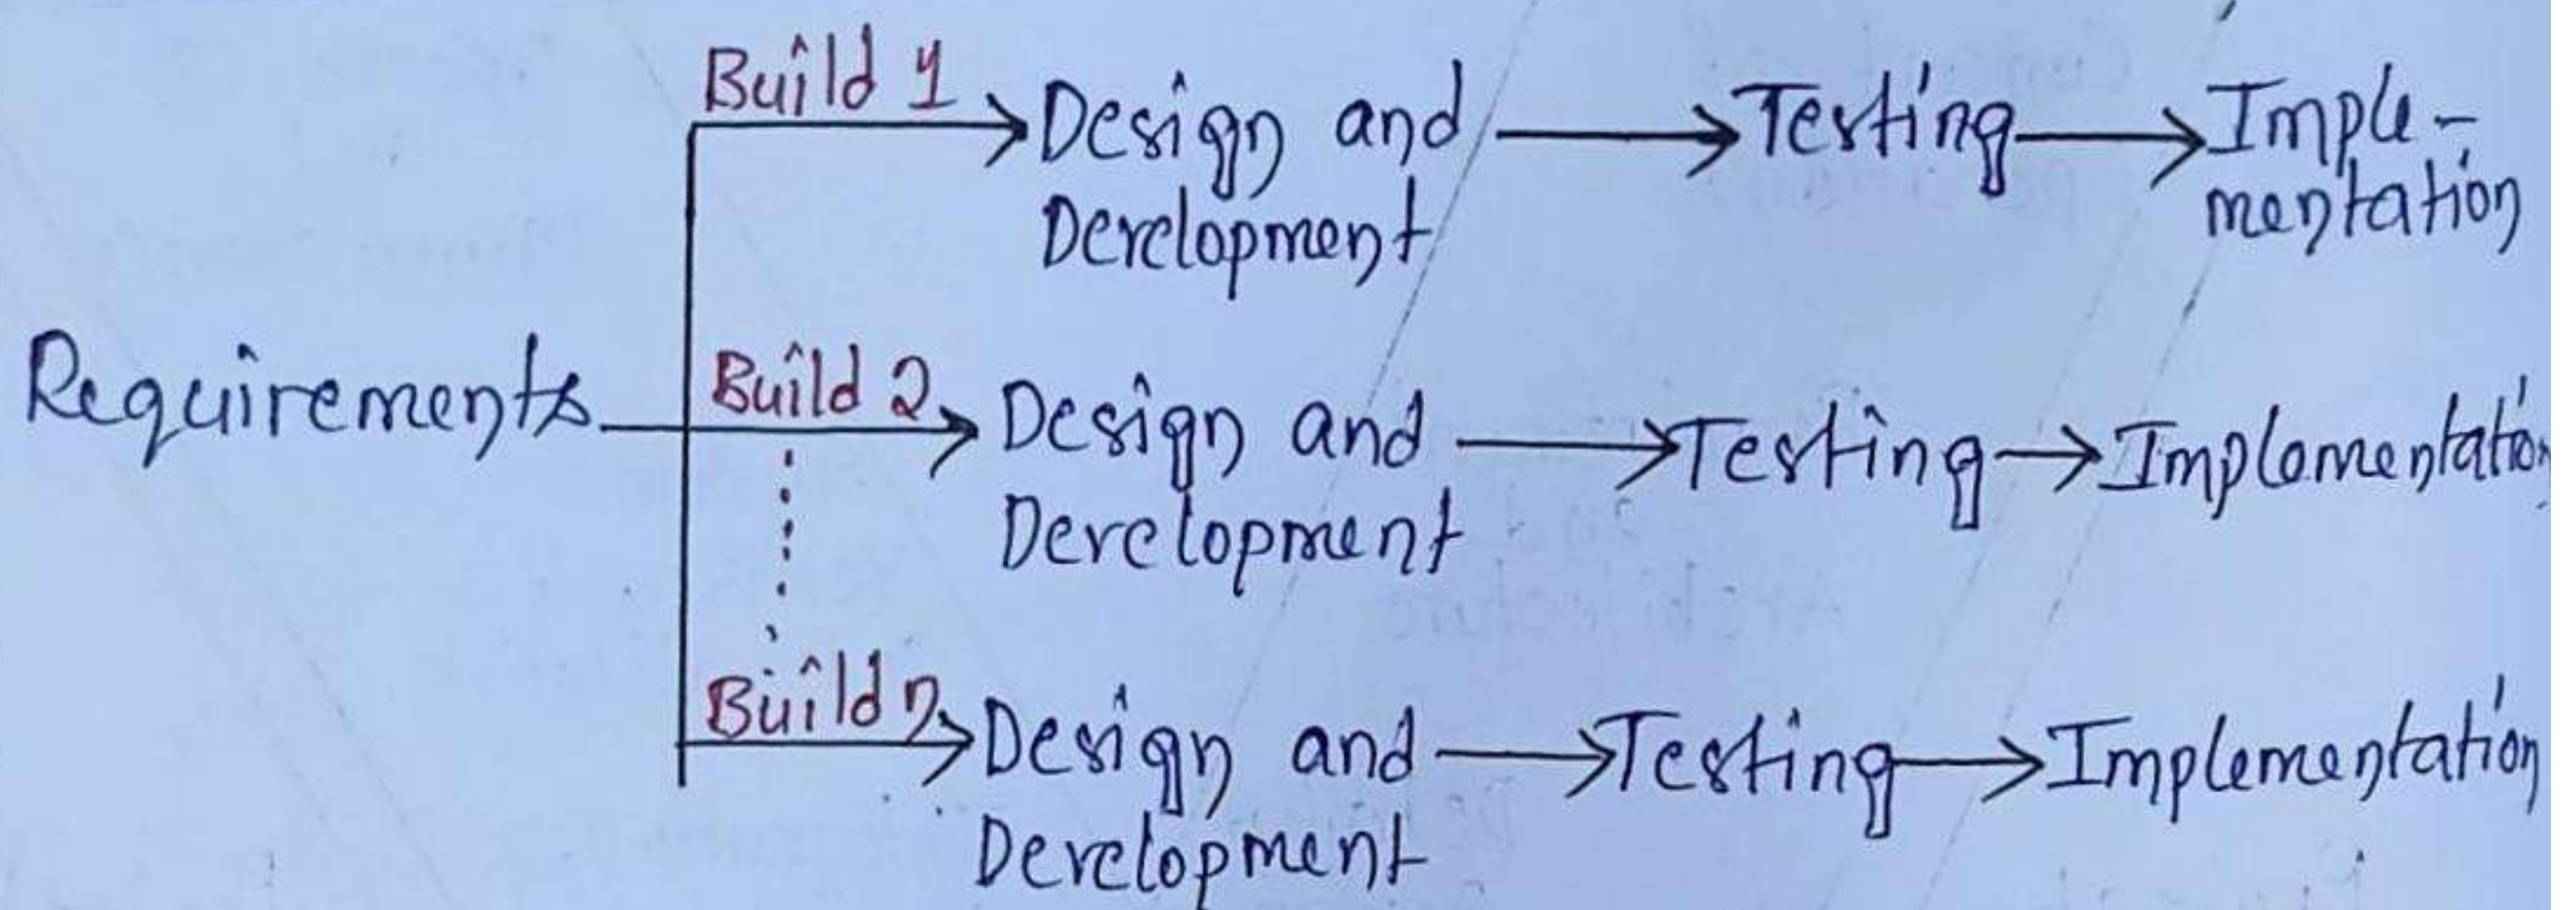 Build 1
Design and → Testing → Imple-
Development
mentation
Requirements
Build 2
Design and → Testing → Implementation
Development
Build n
Design and → Testing → Implementation
Development